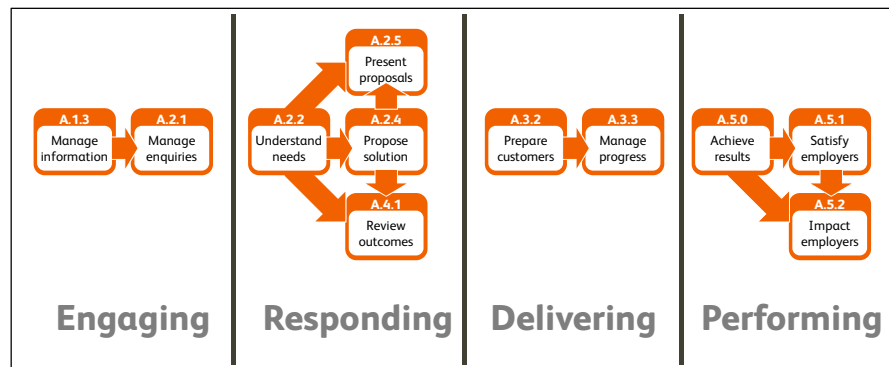 A.1.3
Manage
information
A.2.1
Manage
enquiries
Engaging
A.2.5
Present
proposals
A.2.2
Understand
needs
A.2.4
Propose
solution
A.4.1
Review
outcomes
Responding
A.3.2
Prepare
customers
A.3.3
Manage
progress
Delivering
A.5.0
Achieve
results
A.5.1
Satisfy
employers
A.5.2
Impact
employers
Performing